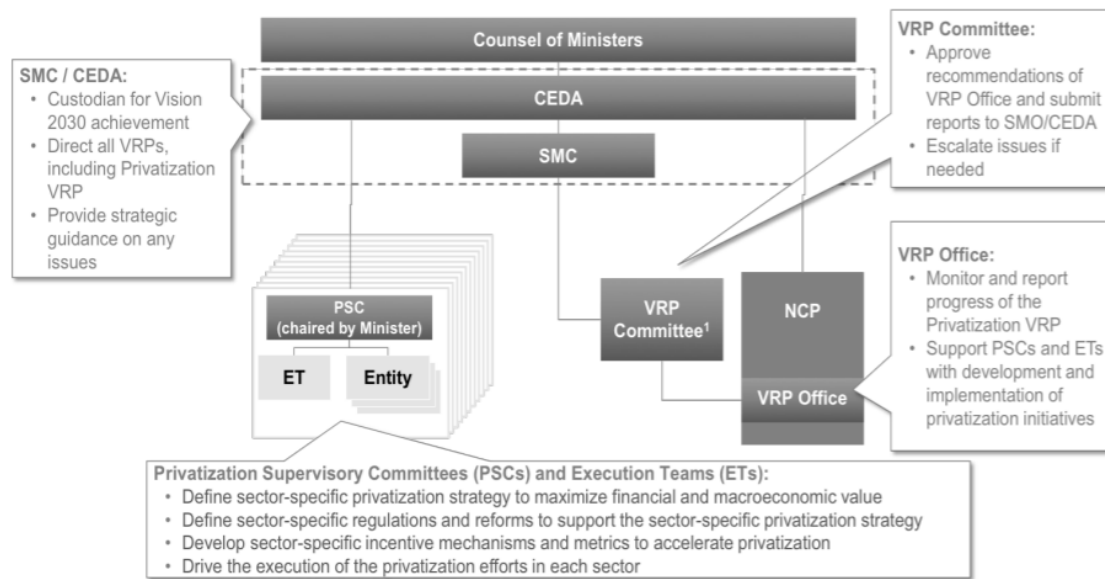 Counsel of Ministers
CEDA
SMC
SMC / CEDA:
• Custodian for Vision
2030 achievement
• Direct all VRPs,
including Privatization
VRP
• Provide strategic
guidance on any
issues
VRP Committee:
• Approve
recommendations of
VRP Office and submit
reports to SMO/CEDA
• Escalate issues if
needed
PSC
(chaired by Minister)
ET
Entity
VRP
Committee¹
NCP
VRP Office
VRP Office:
• Monitor and report
progress of the
Privatization VRP
• Support PSCs and ETs
with development and
implementation of
privatization initiatives
Privatization Supervisory Committees (PSCs) and Execution Teams (ETs):
• Define sector-specific privatization strategy to maximize financial and macroeconomic value
• Define sector-specific regulations and reforms to support the sector-specific privatization strategy
• Develop sector-specific incentive mechanisms and metrics to accelerate privatization
• Drive the execution of the privatization efforts in each sector